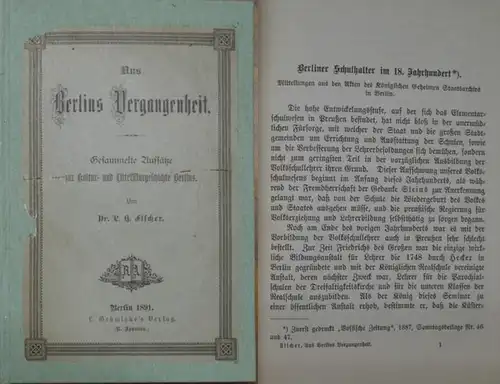 Aus
Berlins Vergangenheit.
Gesammelte Aufsätze
zur Kultur- und Litteraturgeschichte Berlins.
Von
Dr. L. H. Fischer.
Berlin 1891.
Verlag.
Berliner Schulhalter im 18. Jahrhundert*).
Mitteilungen aus den Akten des Königlichen Geheimen Staatsarchivs
in Berlin.
Die hohe Entwickelungsstufe, auf der sich das Elementar-
schulwesen in Preußen befindet, hat nicht bloß in der unermüd-
lichen Fürsorge, mit welcher der Staat und die großen Stadt-
gemeinden um Errichtung und Ausstattung der Schulen, sowie
um die Verbesserung der Lehrerbesoldungen sich bemühen, sondern
nicht zum geringsten Teil in der vorzüglichen Ausbildung der
Volksschullehrer ihren Grund. Dieser Aufschwung unseres Volks-
schulwesens beginnt im Anfang dieses Jahrhunderts, als wäh-
rend der Fremdherrschaft der Gedanke Steins zur Anerkennung
gelangt war, daß von der Schule die Wiedergeburt des Volkes
und Staates ausgehen müsse, und die preußische Regierung für
Volkserziehung und Lehrerbildung selbstthätig zu sorgen begann.
Noch am Ende des vorigen Jahrhunderts war es mit der
Vorbildung der Volksschullehrer auch in Preußen sehr schlecht
bestellt. Zur Zeit Friedrichs des Großen war die einzige wirk-
liche Bildungsanstalt für Lehrer die 1748 durch Hecker in
Berlin gegründete und mit der Königlichen Realschule vereinigte
Anstalt, deren nächster Zweck war, Lehrer für die Parochial-
schulen der Dreifaltigkeitskirche und für die unteren Klassen der
Realschule auszubilden. Als der König dieses Seminar zu
einer öffentlichen Anstalt erhob, bestimmte er, daß die Küster-
*) Zuerst gedruckt „Vossische Zeitung“, 1887, Sonntagsbeilage Nr. 46
und 47.
Fischer, Aus Berlins Vergangenheit. 1